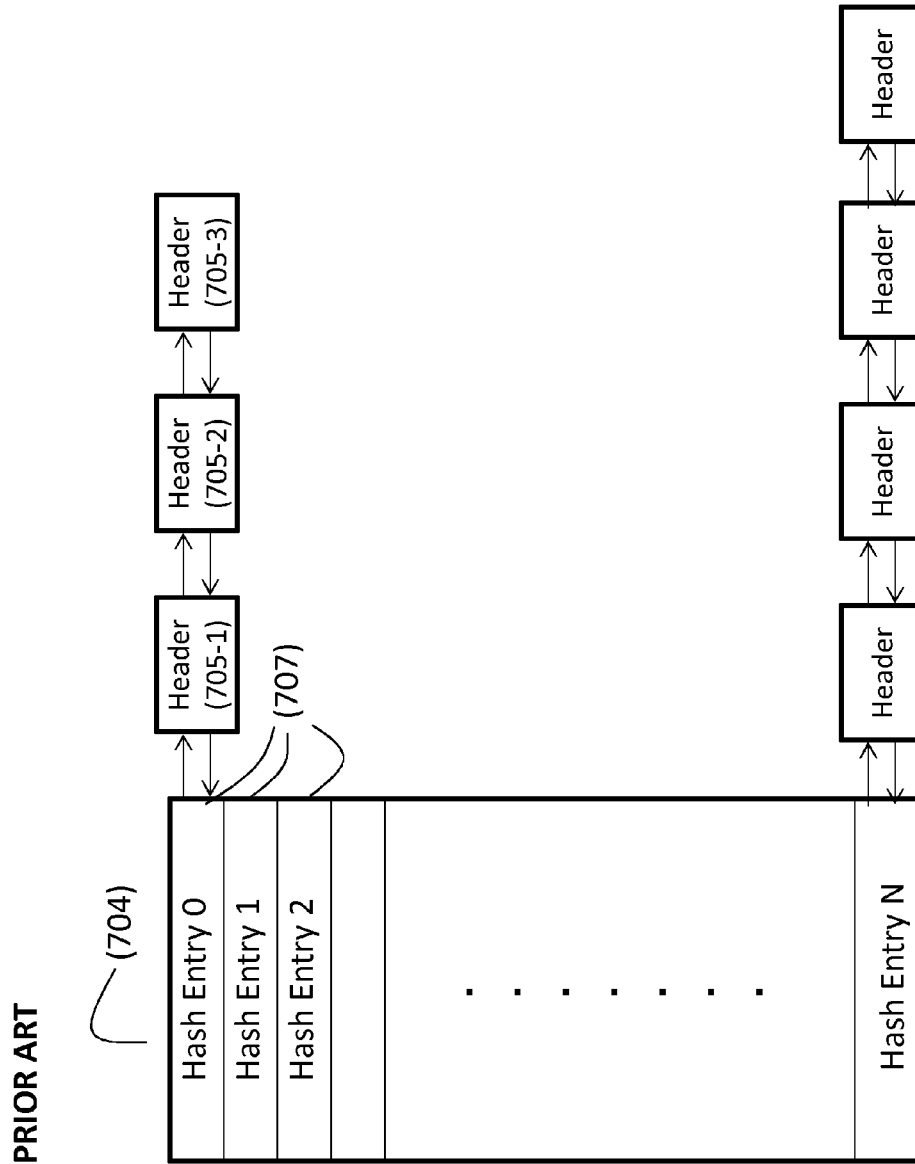 PRIOR ART
(704)
Hash Entry 0
Hash Entry 1
Hash Entry 2
. . . . . . .
Hash Entry N
(707)
Header
(705-1)
Header
(705-2)
Header
(705-3)
Header
Header
Header
Header